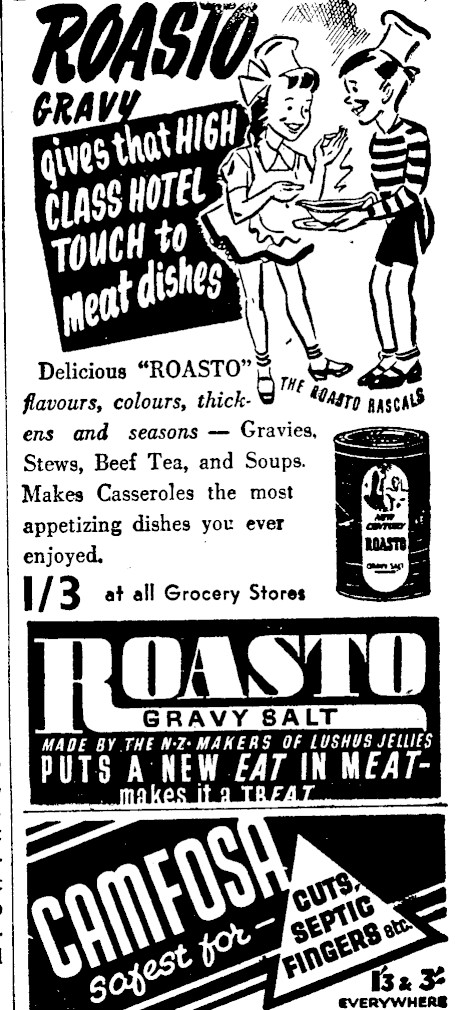 ROASTO
GRAVY
gives that HIGH
CLASS HOTEL
TOUCH to
Meat dishes
THE ROASTO RASCALS
Delicious “ROASTO”
flavours, colours, thick-
ens and seasons — Gravies,
Stews, Beef Tea, and Soups.
Makes Casseroles the most
appetizing dishes you ever
enjoyed.
NEW
CENTURY
ROASTO
GRAVY SALT
1/3 at all Grocery Stores
ROASTO
GRAVY SALT
MADE BY THE N·Z· MAKERS OF LUSHUS JELLIES
PUTS A NEW EAT IN MEAT-
makes it a TREAT
CAMFOSA
safest for —
CUTS,
SEPTIC
FINGERS etc.
1'3 & 3'-
EVERYWHERE